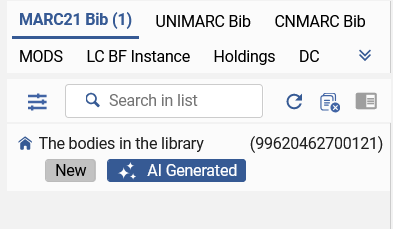 MARC21 Bib (1) UNIMARC Bib CNMARC Bib
MODS LC BF Instance Holdings DC
Search in list
The bodies in the library (99620462700121)
New AI Generated